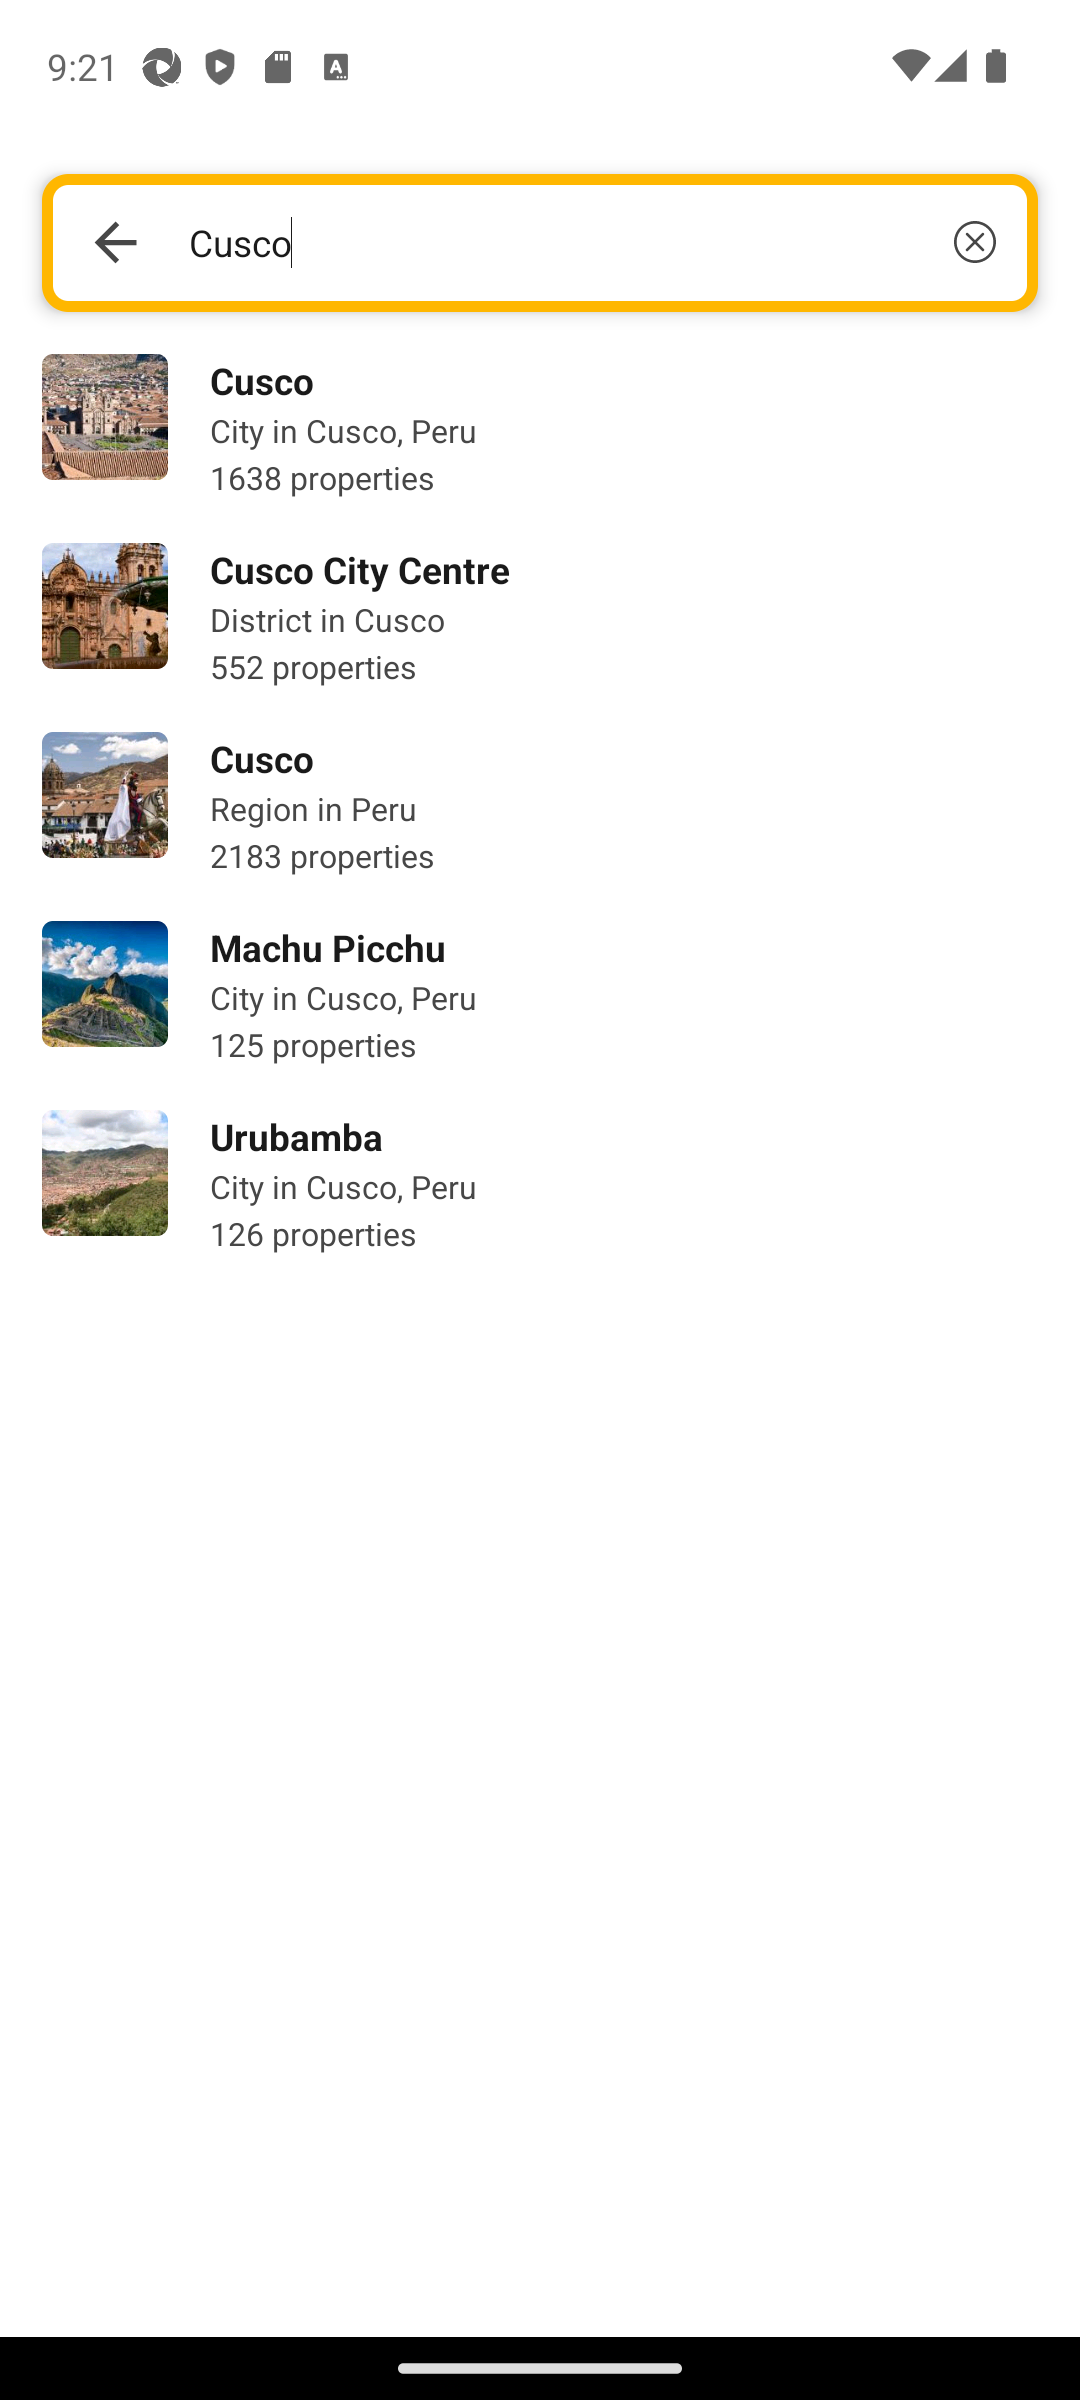 9:21
Cusco
Cusco
City in Cusco, Peru
1638 properties
Cusco City Centre
District in Cusco
552 properties
Cusco
Region in Peru
2183 properties
Machu Picchu
City in Cusco, Peru
125 properties
Urubamba
City in Cusco, Peru
126 properties